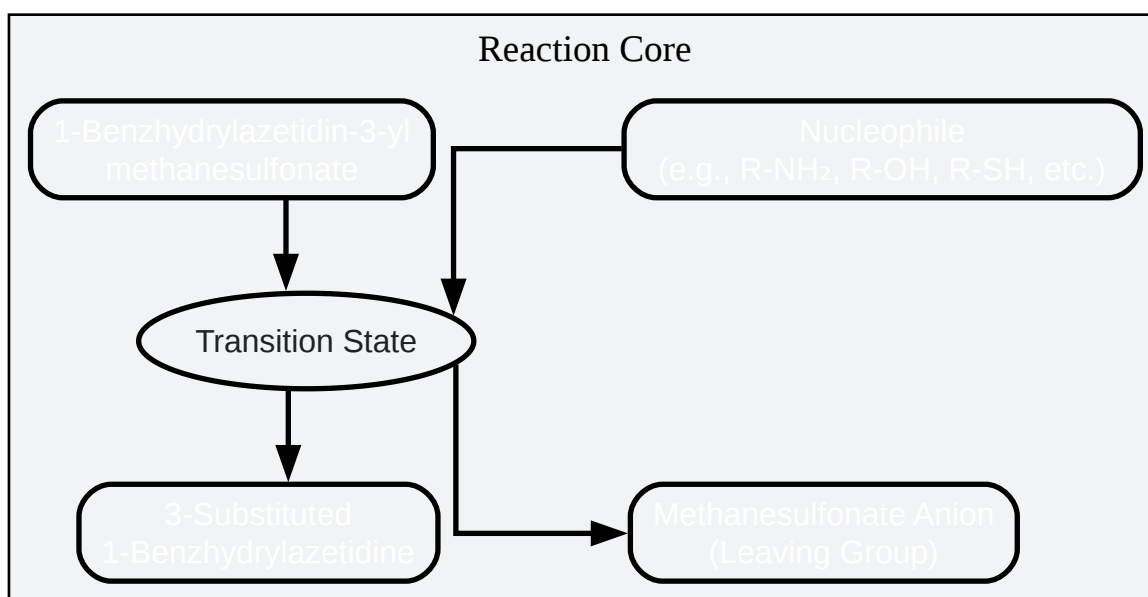 Reaction Core
1-Benzhydrylazetidin-3-yl
methanesulfonate
Nucleophile
(e.g., R-NH₂, R-OH, R-SH, etc.)
Transition State
3-Substituted
1-Benzhydrylazetidine
Methanesulfonate Anion
(Leaving Group)